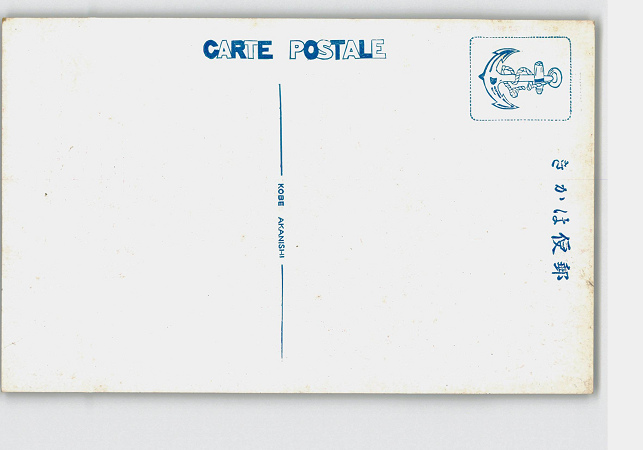 CARTE POSTALE
KOBE AKANISHI
郵便はかき